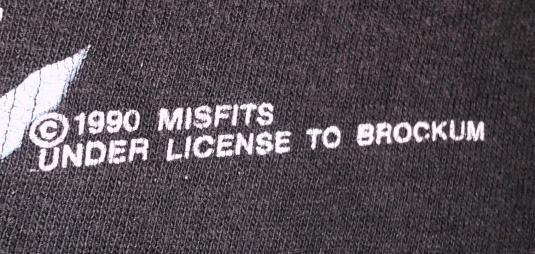 © 1990 MISFITS
UNDER LICENSE TO BROCKUM